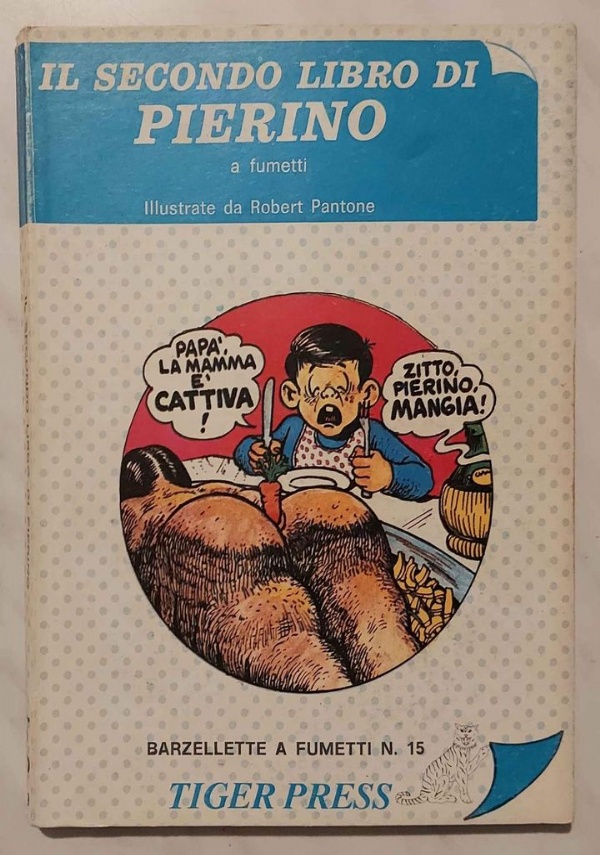 IL SECONDO LIBRO DI
PIERINO
a fumetti
Illustrate da Robert Pantone
PAPA',
LA MAMMA
E'
CATTIVA
!
ZITTO,
PIERINO,
MANGIA!
BARZELLETTE A FUMETTI N. 15
TIGER PRESS